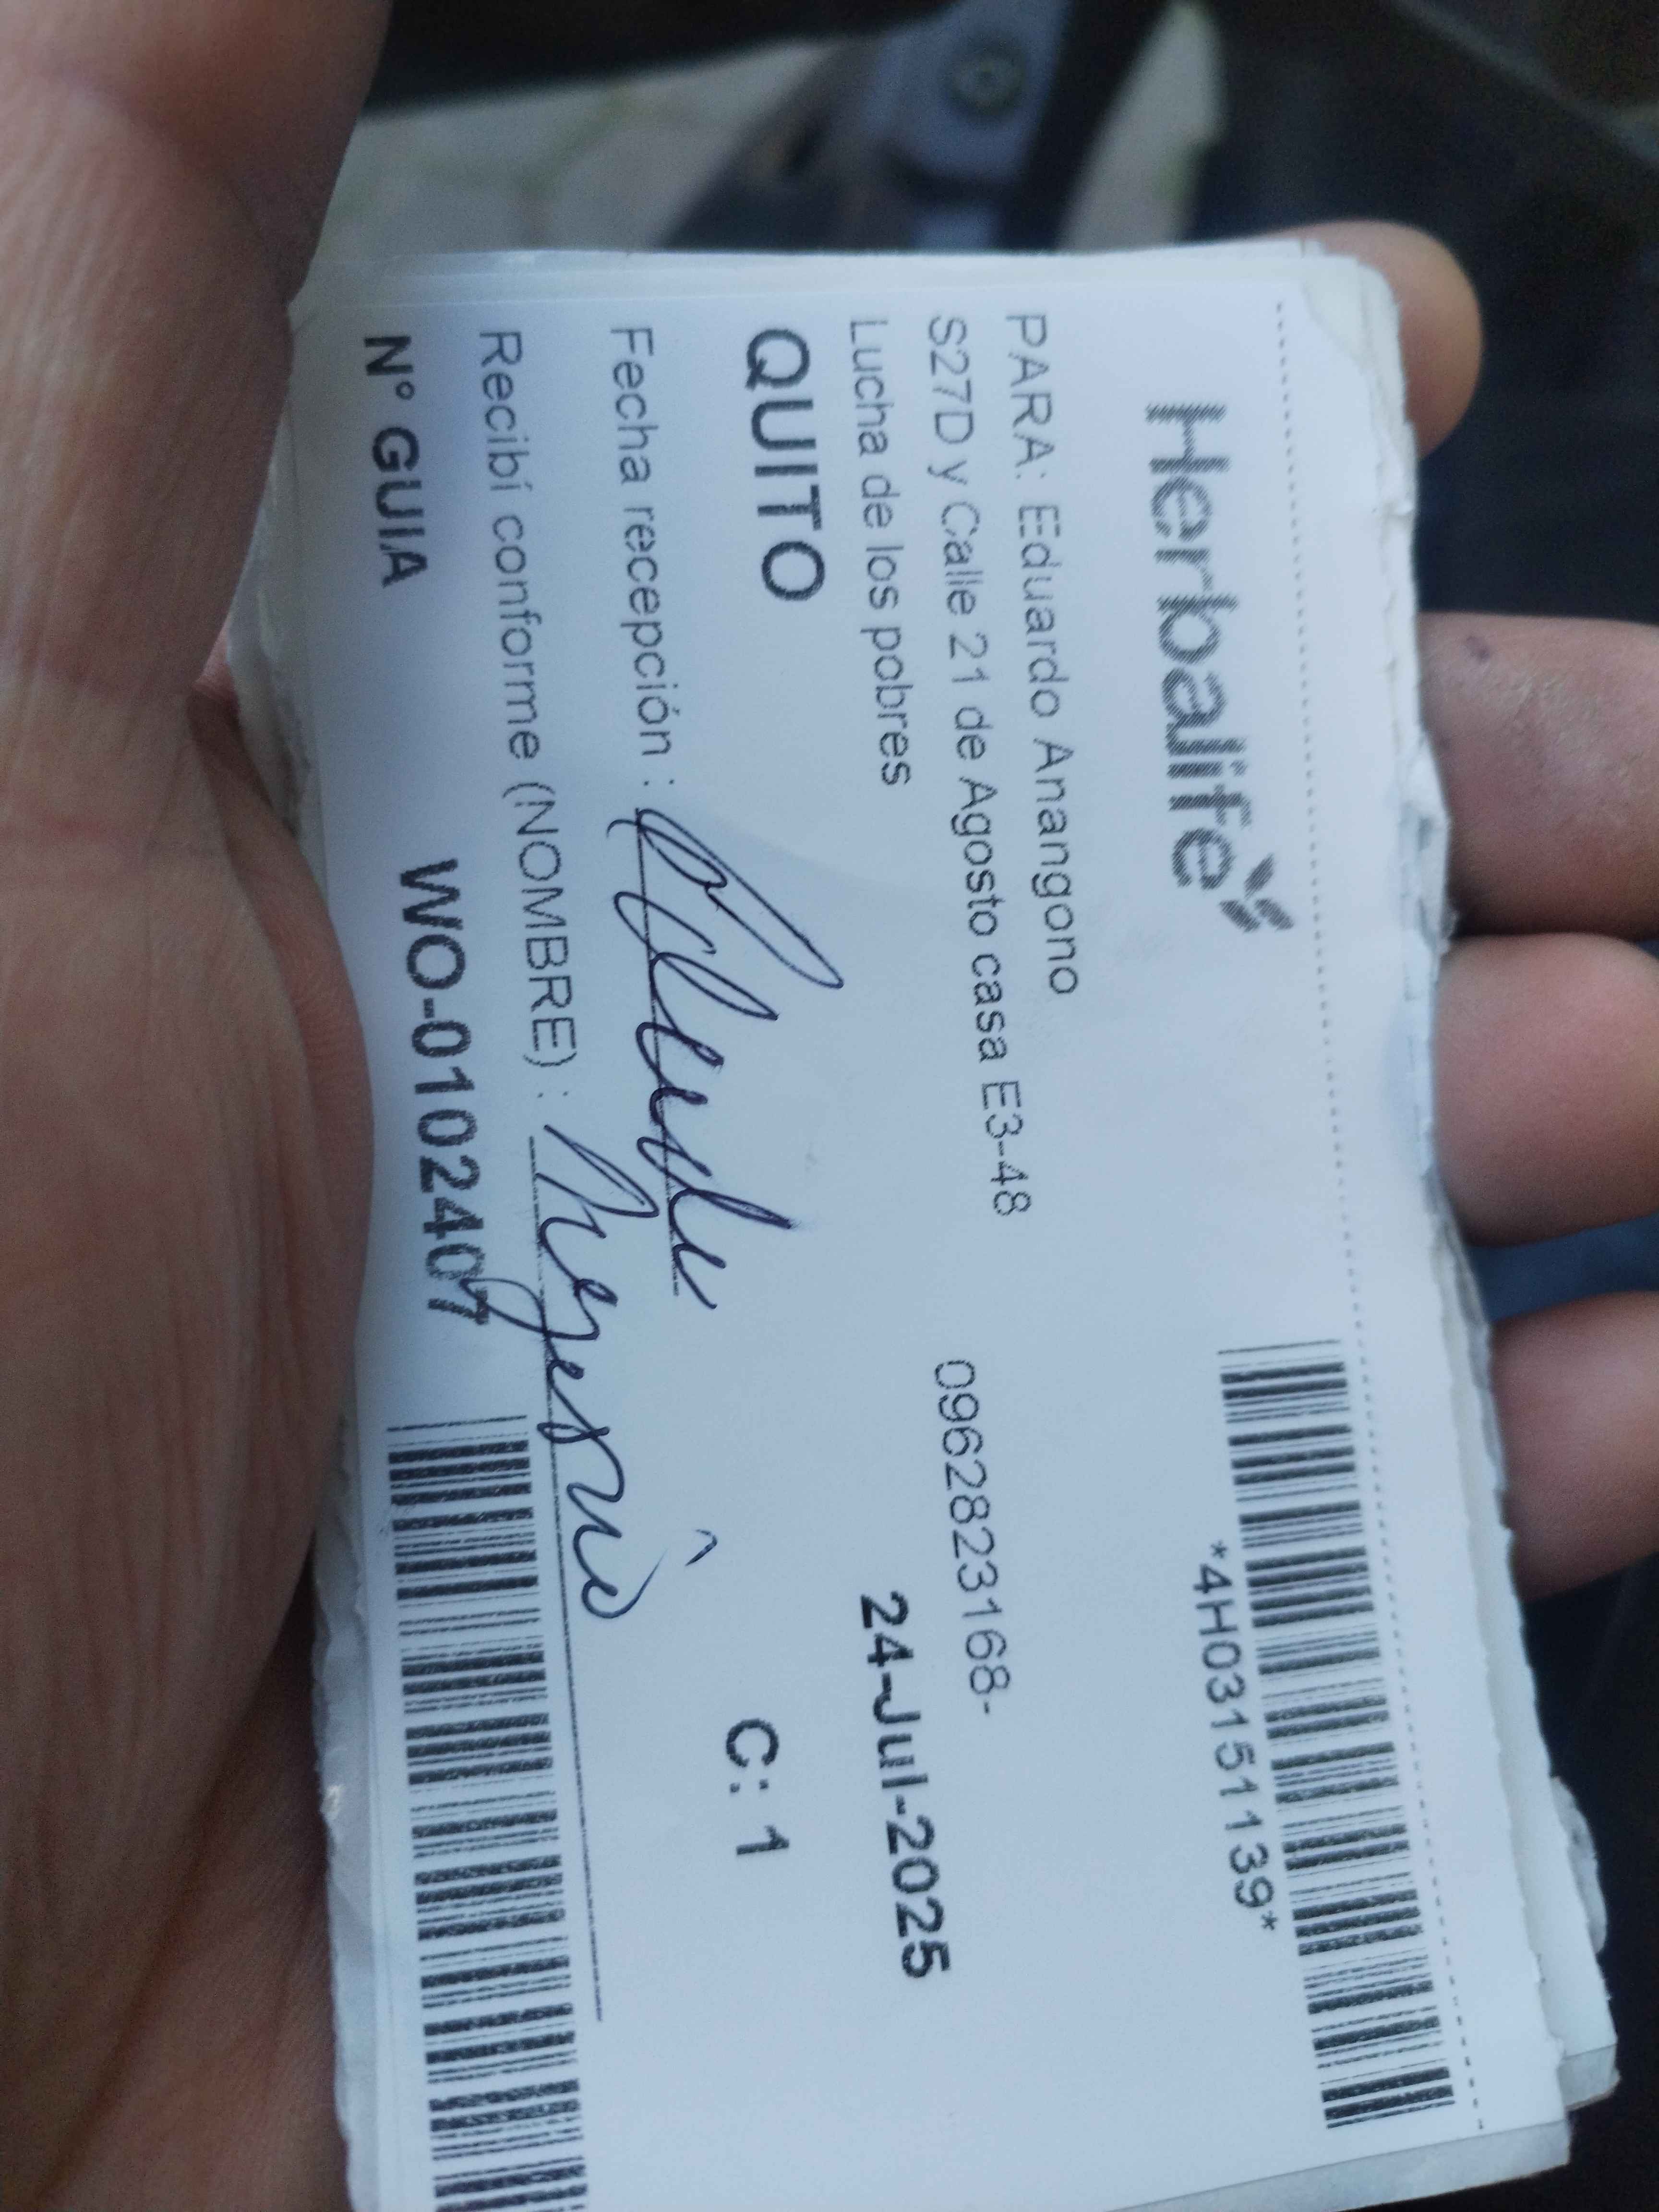 Herbalife
*4H03151139*
PARA: Eduardo Anangono
S27D y Calle 21 de Agosto casa E3-48
0962823168-
Lucha de los pobres
24-Jul-2025
QUITO
C: 1
Fecha recepción :
Recibí conforme (NOMBRE) :
N° GUIA
WO-0102407